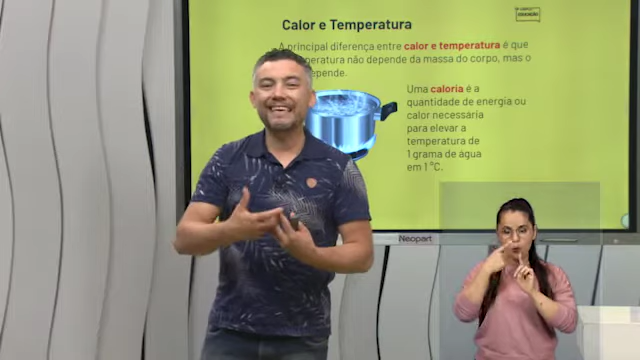 Calor e Temperatura
A principal diferença entre calor e temperatura é que
temperatura não depende da massa do corpo, mas o
depende.
Uma caloria é a
quantidade de energia ou
calor necessária
para elevar a
temperatura de
1 grama de água
em 1 °C.
Neopart